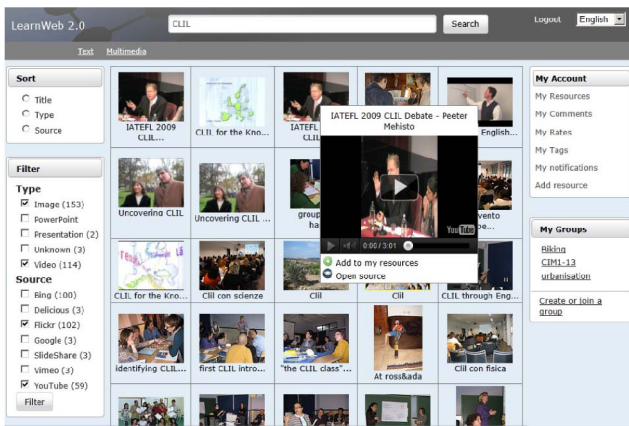 LearnWeb 2.0
CLIL
Search
Logout
English
Text
Multimedia
Sort
Title
Type
Source
Filter
Type
Image (153)
PowerPoint
Presentation (2)
Unknown (3)
Video (114)
Source
Bing (100)
Delicious (3)
Flickr (102)
Google (3)
SlideShare (3)
Vimeo (3)
YouTube (59)
Filter
IATEFL 2009
CLIL...
CLIL for the Kno...
IATEFL
CLIL
English...
IATEFL 2009 CLIL Debate - Peeter
Mehisto
YouTube
0:00 / 3:01
Add to my resources
Open source
Uncovering CLIL
Uncovering CLIL ...
group
ha
vento
be...
CLIL for the Kno...
Clil con scienze
Clil
Clil
CLIL through Eng...
identifying CLIL...
first CLIL intro...
"the CLIL class"...
At ross&ada
Clil con fisica
My Account
My Resources
My Comments
My Rates
My Tags
My notifications
Add resource
My Groups
Biking
CIM1-13
urbanisation
Create or join a
group